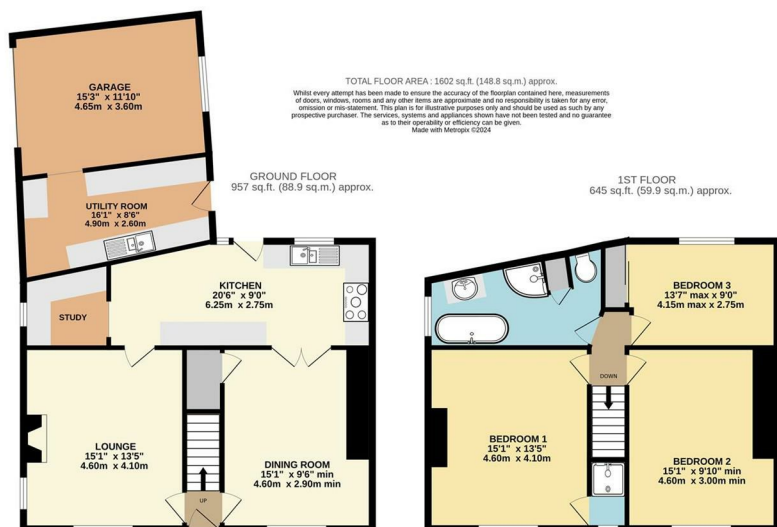 GARAGE
15'3" x 11'10"
4.65m x 3.60m
TOTAL FLOOR AREA : 1602 sq.ft. (148.8 sq.m.) approx.
Whilst every attempt has been made to ensure the accuracy of the floorplan contained here, measurements
of doors, windows, rooms and any other items are approximate and no responsibility is taken for any error,
omission or mis-statement. This plan is for illustrative purposes only and should be used as such by any
prospective purchaser. The services, systems and appliances shown have not been tested and no guarantee
as to their operability or efficiency can be given.
Made with Metropix ©2024
GROUND FLOOR
957 sq.ft. (88.9 sq.m.) approx.
1ST FLOOR
645 sq.ft. (59.9 sq.m.) approx.
UTILITY ROOM
16'1" x 8'6"
4.90m x 2.60m
KITCHEN
20'6" x 9'0"
6.25m x 2.75m
STUDY
LOUNGE
15'1" x 13'5"
4.60m x 4.10m
DINING ROOM
15'1" x 9'6" min
4.60m x 2.90m min
UP
BEDROOM 3
13'7" max x 9'0"
4.15m max x 2.75m
DOWN
BEDROOM 1
15'1" x 13'5"
4.60m x 4.10m
BEDROOM 2
15'1" x 9'10" min
4.60m x 3.00m min